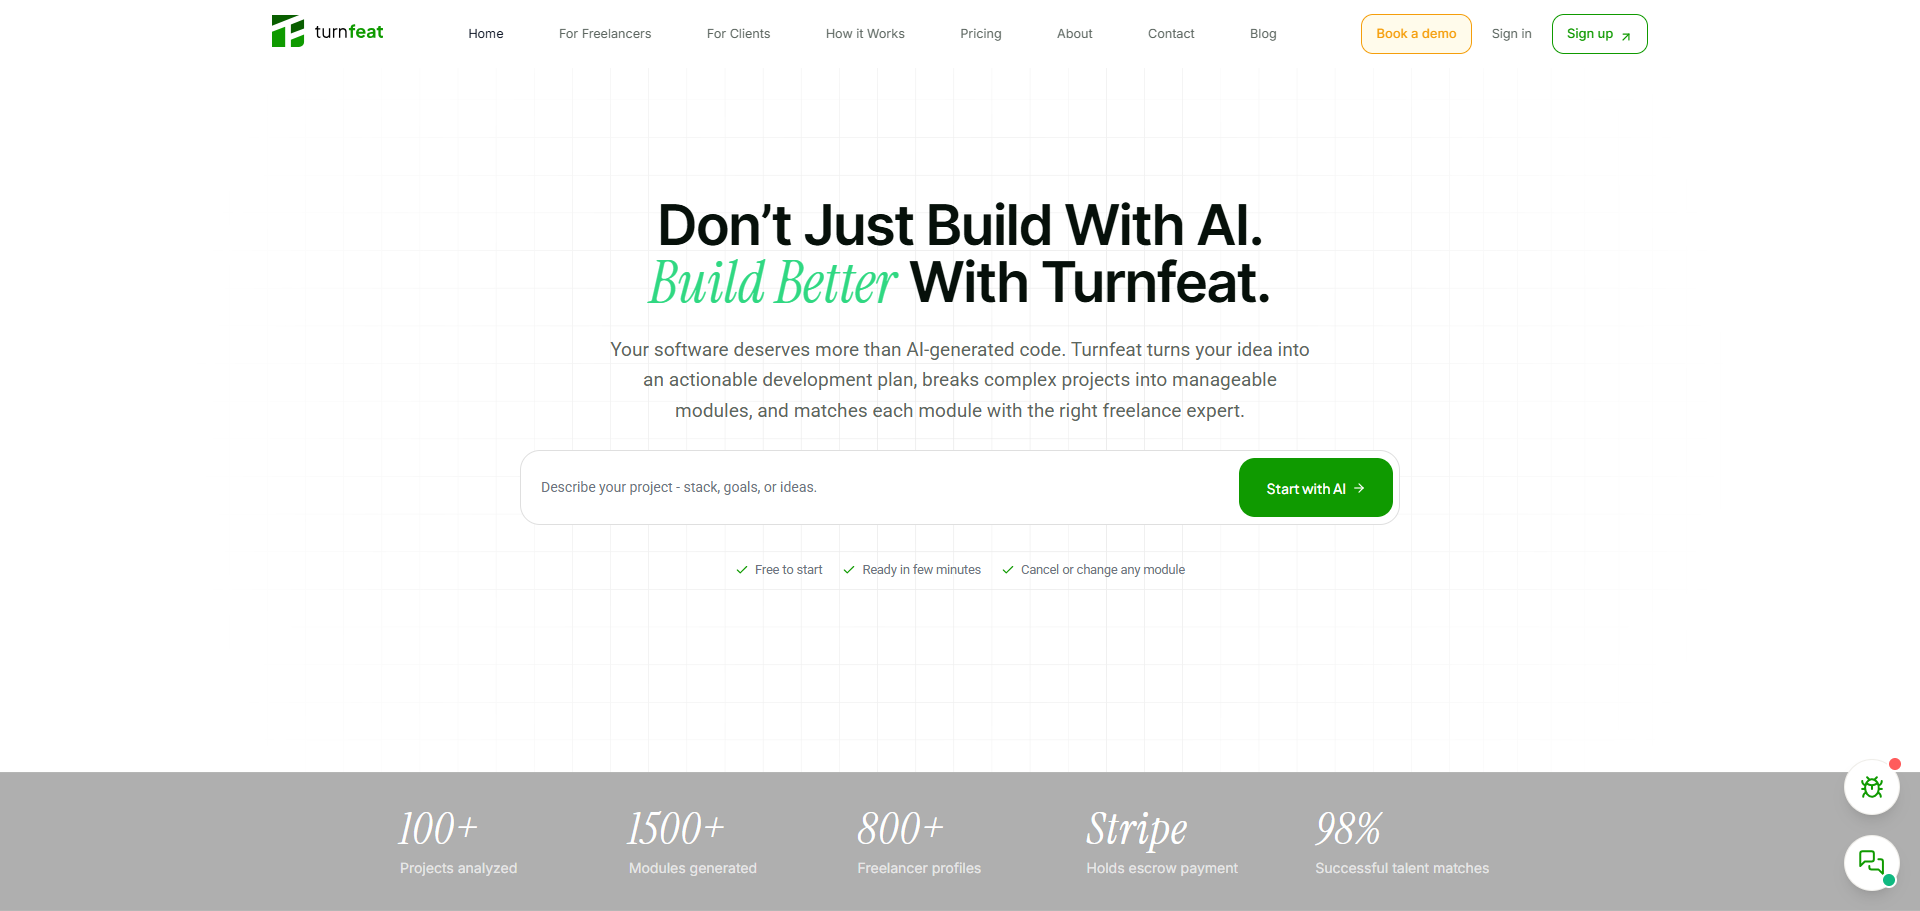 turnfeat
Home
For Freelancers
For Clients
How it Works
Pricing
About
Contact
Blog
Book a demo
Sign in
Sign up
Don’t Just Build With AI.
Build Better With Turnfeat.
Your software deserves more than AI-generated code. Turnfeat turns your idea into
an actionable development plan, breaks complex projects into manageable
modules, and matches each module with the right freelance expert.
Describe your project - stack, goals, or ideas.
Start with AI
Free to start
Ready in few minutes
Cancel or change any module
100+
Projects analyzed
1500+
Modules generated
800+
Freelancer profiles
Stripe
Holds escrow payment
98%
Successful talent matches